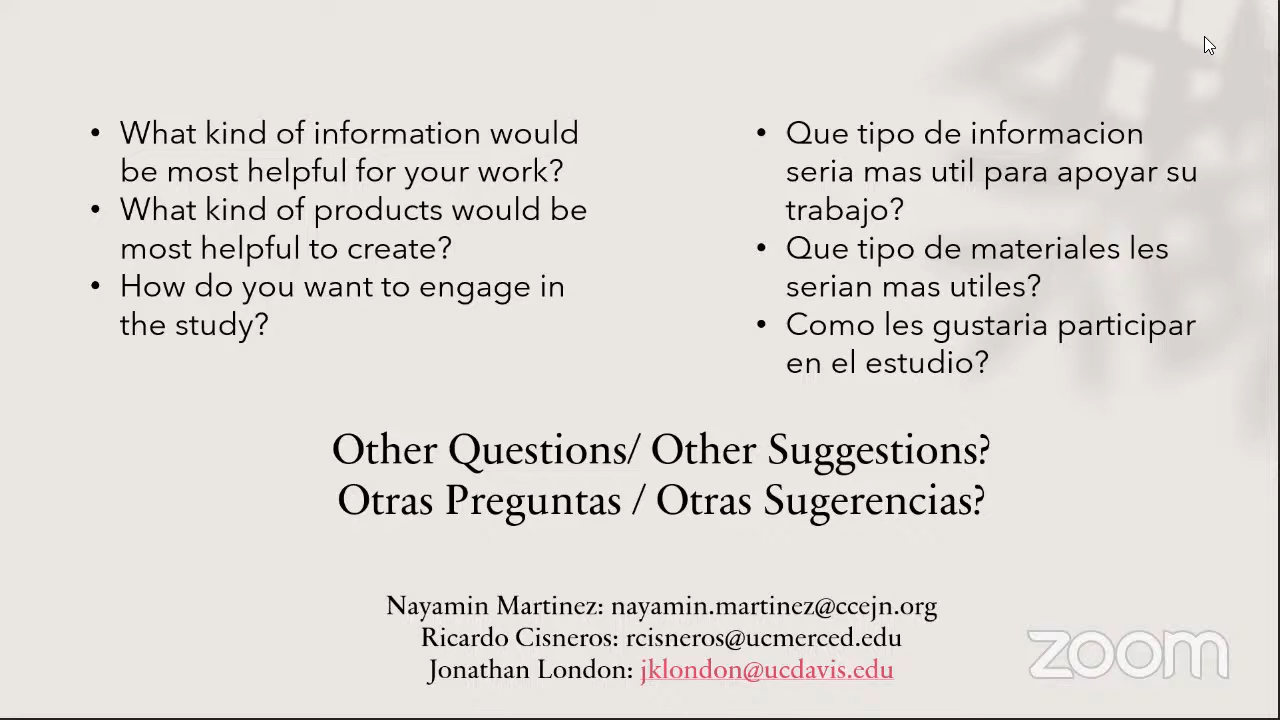 • What kind of information would
be most helpful for your work?
• What kind of products would be
most helpful to create?
• How do you want to engage in
the study?
• Que tipo de informacion
seria mas util para apoyar su
trabajo?
• Que tipo de materiales les
serian mas utiles?
• Como les gustaria participar
en el estudio?
Other Questions/ Other Suggestions?
Otras Preguntas / Otras Sugerencias?
Nayamin Martinez: nayamin.martinez@ccejn.org
Ricardo Cisneros: rcisneros@ucmerced.edu
Jonathan London: jklondon@ucdavis.edu
zoom